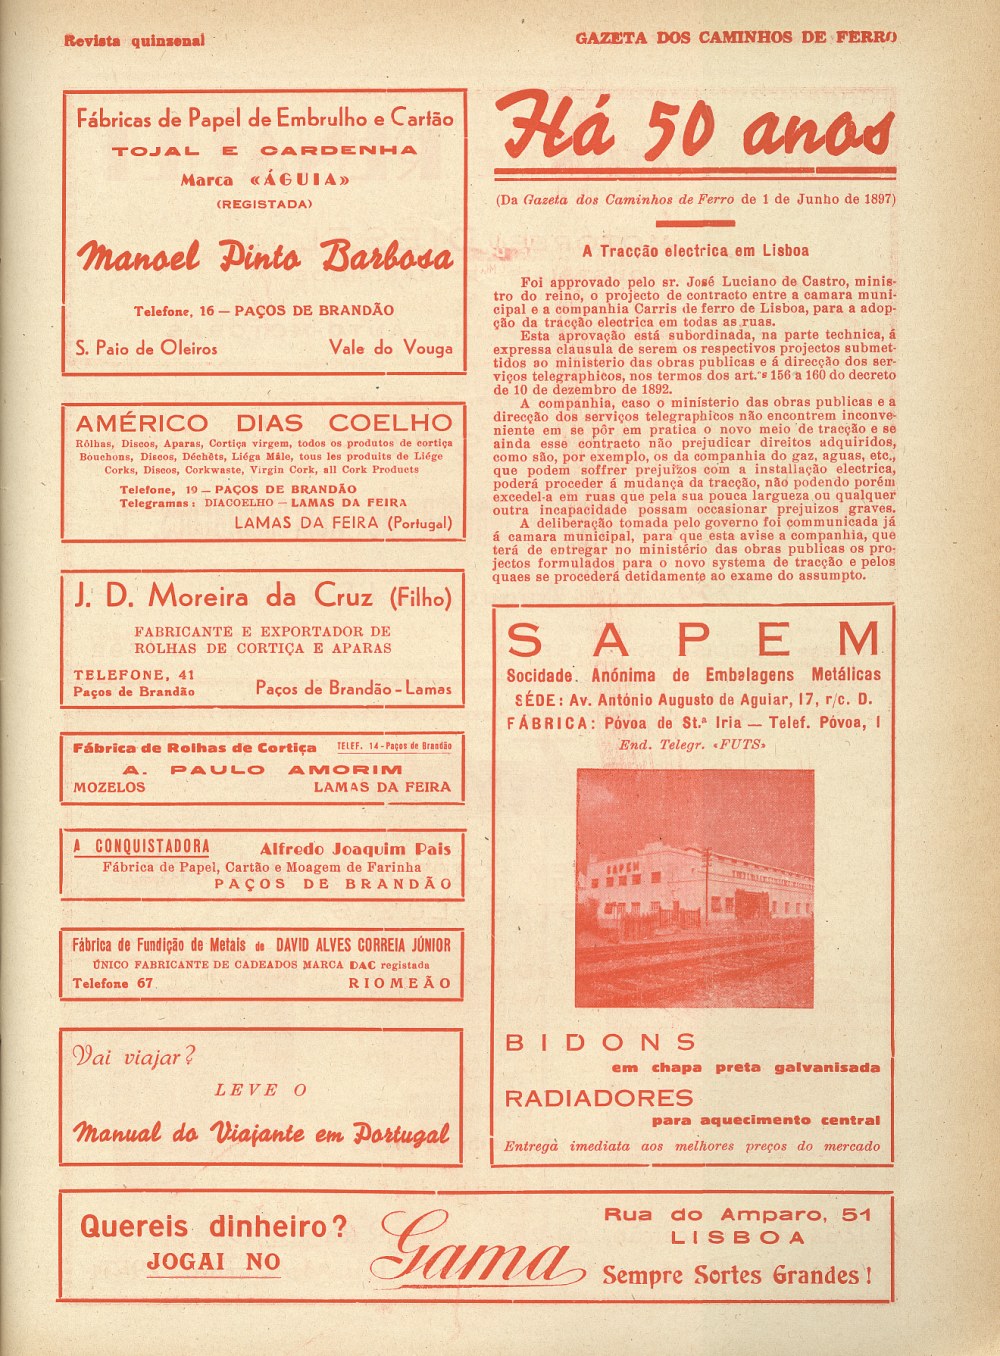 Revista quinzenal
GAZETA DOS CAMINHOS DE FERRO
Fábricas de Papel de Embrulho e Cartão
TOJAL E CARDENHA
Marca «ÁGUIA»
(REGISTADA)
Manoel Pinto Barbosa
Telefone, 16 — PAÇOS DE BRANDÃO
S. Paio de Oleiros Vale do Vouga
AMÉRICO DIAS COELHO
Rôlhas, Discos, Aparas, Cortiça virgem, todos os produtos de cortiça
Bouchons, Discos, Déchêts, Liéga Mâle, tous les produits de Liége
Corks, Discos, Corkwaste, Virgin Cork, all Cork Products
Telefone, 19 — PAÇOS DE BRANDÃO
Telegramas: DIACOELHO — LAMAS DA FEIRA
LAMAS DA FEIRA (Portugal)
J. D. Moreira da Cruz (Filho)
FABRICANTE E EXPORTADOR DE
ROLHAS DE CORTIÇA E APARAS
TELEFONE, 41
Paços de Brandão Paços de Brandão - Lamas
Fábrica de Rolhas de Cortiça TELEF. 14 - Paços de Brandão
A. PAULO AMORIM
MOZELOS LAMAS DA FEIRA
A CONQUISTADORA Alfredo Joaquim Pais
Fábrica de Papel, Cartão e Moagem de Farinha
PAÇOS DE BRANDÃO
Fábrica de Fundição de Metais de DAVID ALVES CORREIA JÚNIOR
ÚNICO FABRICANTE DE CADEADOS MARCA DAC registada
Telefone 67 RIOMEÃO
Vai viajar?
LEVE O
Manual do Viajante em Portugal
Há 50 anos
(Da Gazeta dos Caminhos de Ferro de 1 de Junho de 1897)
A Tracção electrica em Lisboa
Foi approvado pelo sr. José Luciano de Castro, minis-
tro do reino, o projecto de contracto entre a camara muni-
cipal e a companhia Carris de ferro de Lisboa, para a adop-
ção da tracção electrica em todas as ruas.
Esta aprovação está subordinada, na parte technica, á
expressa clausula de serem os respectivos projectos submet-
tidos ao ministerio das obras publicas e á direcção dos ser-
viços telegraphicos, nos termos dos art.ᵒˢ 156 a 160 do decreto
de 10 de dezembro de 1892.
A companhia, caso o ministerio das obras publicas e a
direcção dos serviços telegraphicos não encontrem inconve-
niente em se pôr em pratica o novo meio de tracção e se
ainda esse contracto não prejudicar direitos adquiridos,
como são, por exemplo, os da companhia do gaz, aguas, etc.,
que podem soffrer prejuízos com a installação electrica,
poderá proceder á mudança da tracção, não podendo porém
excedel-a em ruas que pela sua pouca largueza ou qualquer
outra incapacidade possam occasionar prejuizos graves.
A deliberação tomada pelo governo foi communicada já
á camara municipal, para que esta avise a companhia, que
terá de entregar no ministério das obras publicas os pro-
jectos formulados para o novo systema de tracção e pelos
quaes se procederá detidamente ao exame do assumpto.
SAPEM
Socidade Anónima de Embalagens Metálicas
SÉDE: Av. António Augusto de Aguiar, 17, r/c. D.
FÁBRICA: Póvoa de St.ª Iria — Telef. Póvoa, 1
End. Telegr. «FUTS»
SAPEM
BIDONS
em chapa preta galvanisada
RADIADORES
para aquecimento central
Entrega imediata aos melhores preços do mercado
Quereis dinheiro?
JOGAI NO
Gama
Rua do Amparo, 51
LISBOA
Sempre Sortes Grandes!